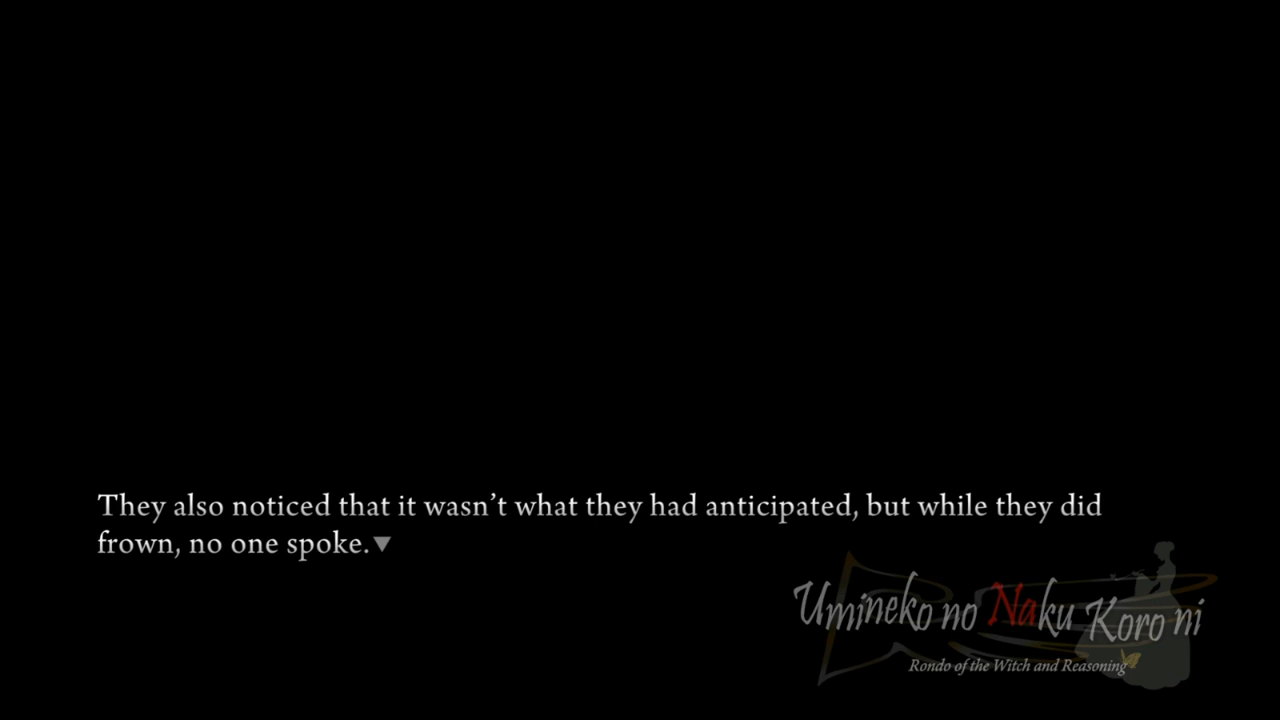 They also noticed that it wasn’t what they had anticipated, but while they did
frown, no one spoke.
Umineko no Naku Koro ni
Rondo of the Witch and Reasoning